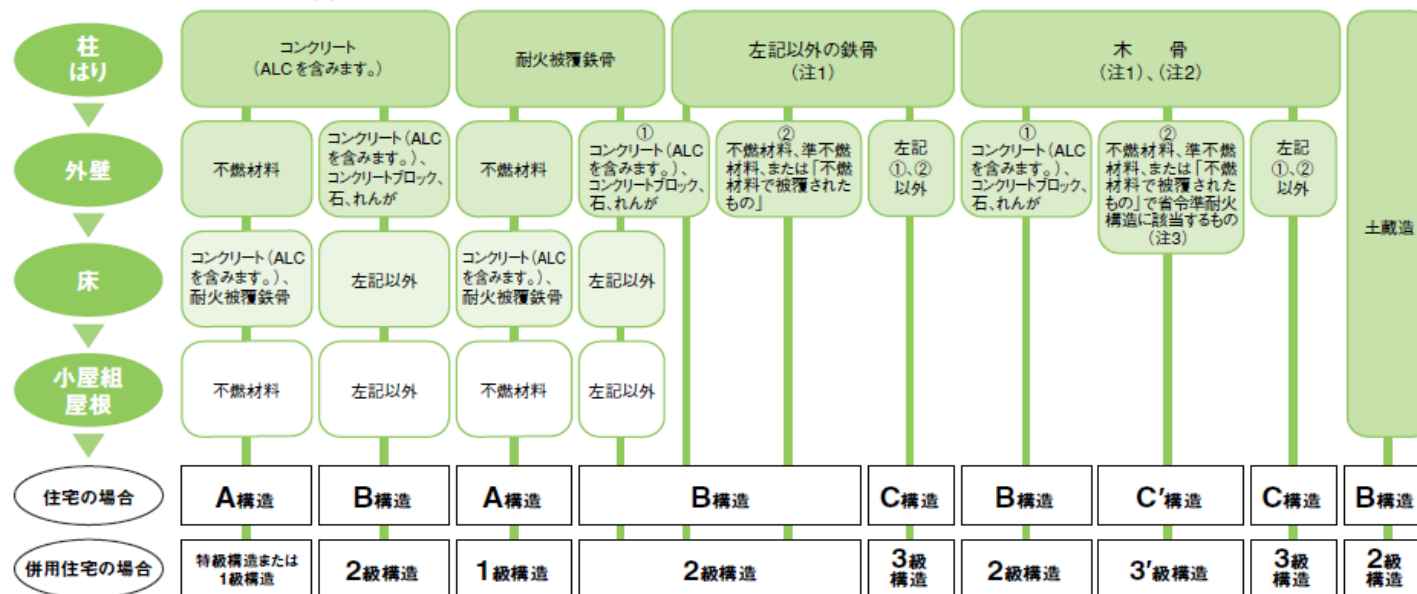 柱
はり
コンクリート
(ALCを含みます。)
耐火被覆鉄骨
左記以外の鉄骨
(注1)
木　骨
(注1)、(注2)
土蔵造
外壁
不燃材料
コンクリート(ALC
を含みます。)、
コンクリートブロック、
石、れんが
不燃材料
①
コンクリート(ALC
を含みます。)、
コンクリートブロック、
石、れんが
②
不燃材料、準不燃
材料、または「不燃
材料で被覆された
もの」
左記
①、②
以外
①
コンクリート(ALC
を含みます。)、
コンクリートブロック、
石、れんが
②
不燃材料、準不燃
材料、または「不燃
材料で被覆された
もの」で省令準耐火
構造に該当するもの
(注3)
左記
①、②
以外
床
コンクリート(ALC
を含みます。)、
耐火被覆鉄骨
左記以外
コンクリート(ALC
を含みます。)、
耐火被覆鉄骨
左記以外
小屋組
屋根
不燃材料
左記以外
不燃材料
左記以外
住宅の場合
A構造
B構造
A構造
B構造
C構造
B構造
C′構造
C構造
B構造
併用住宅の場合
特級構造または
1級構造
2級構造
1級構造
2級構造
3級
構造
2級構造
3′級構造
3級
構造
2級
構造